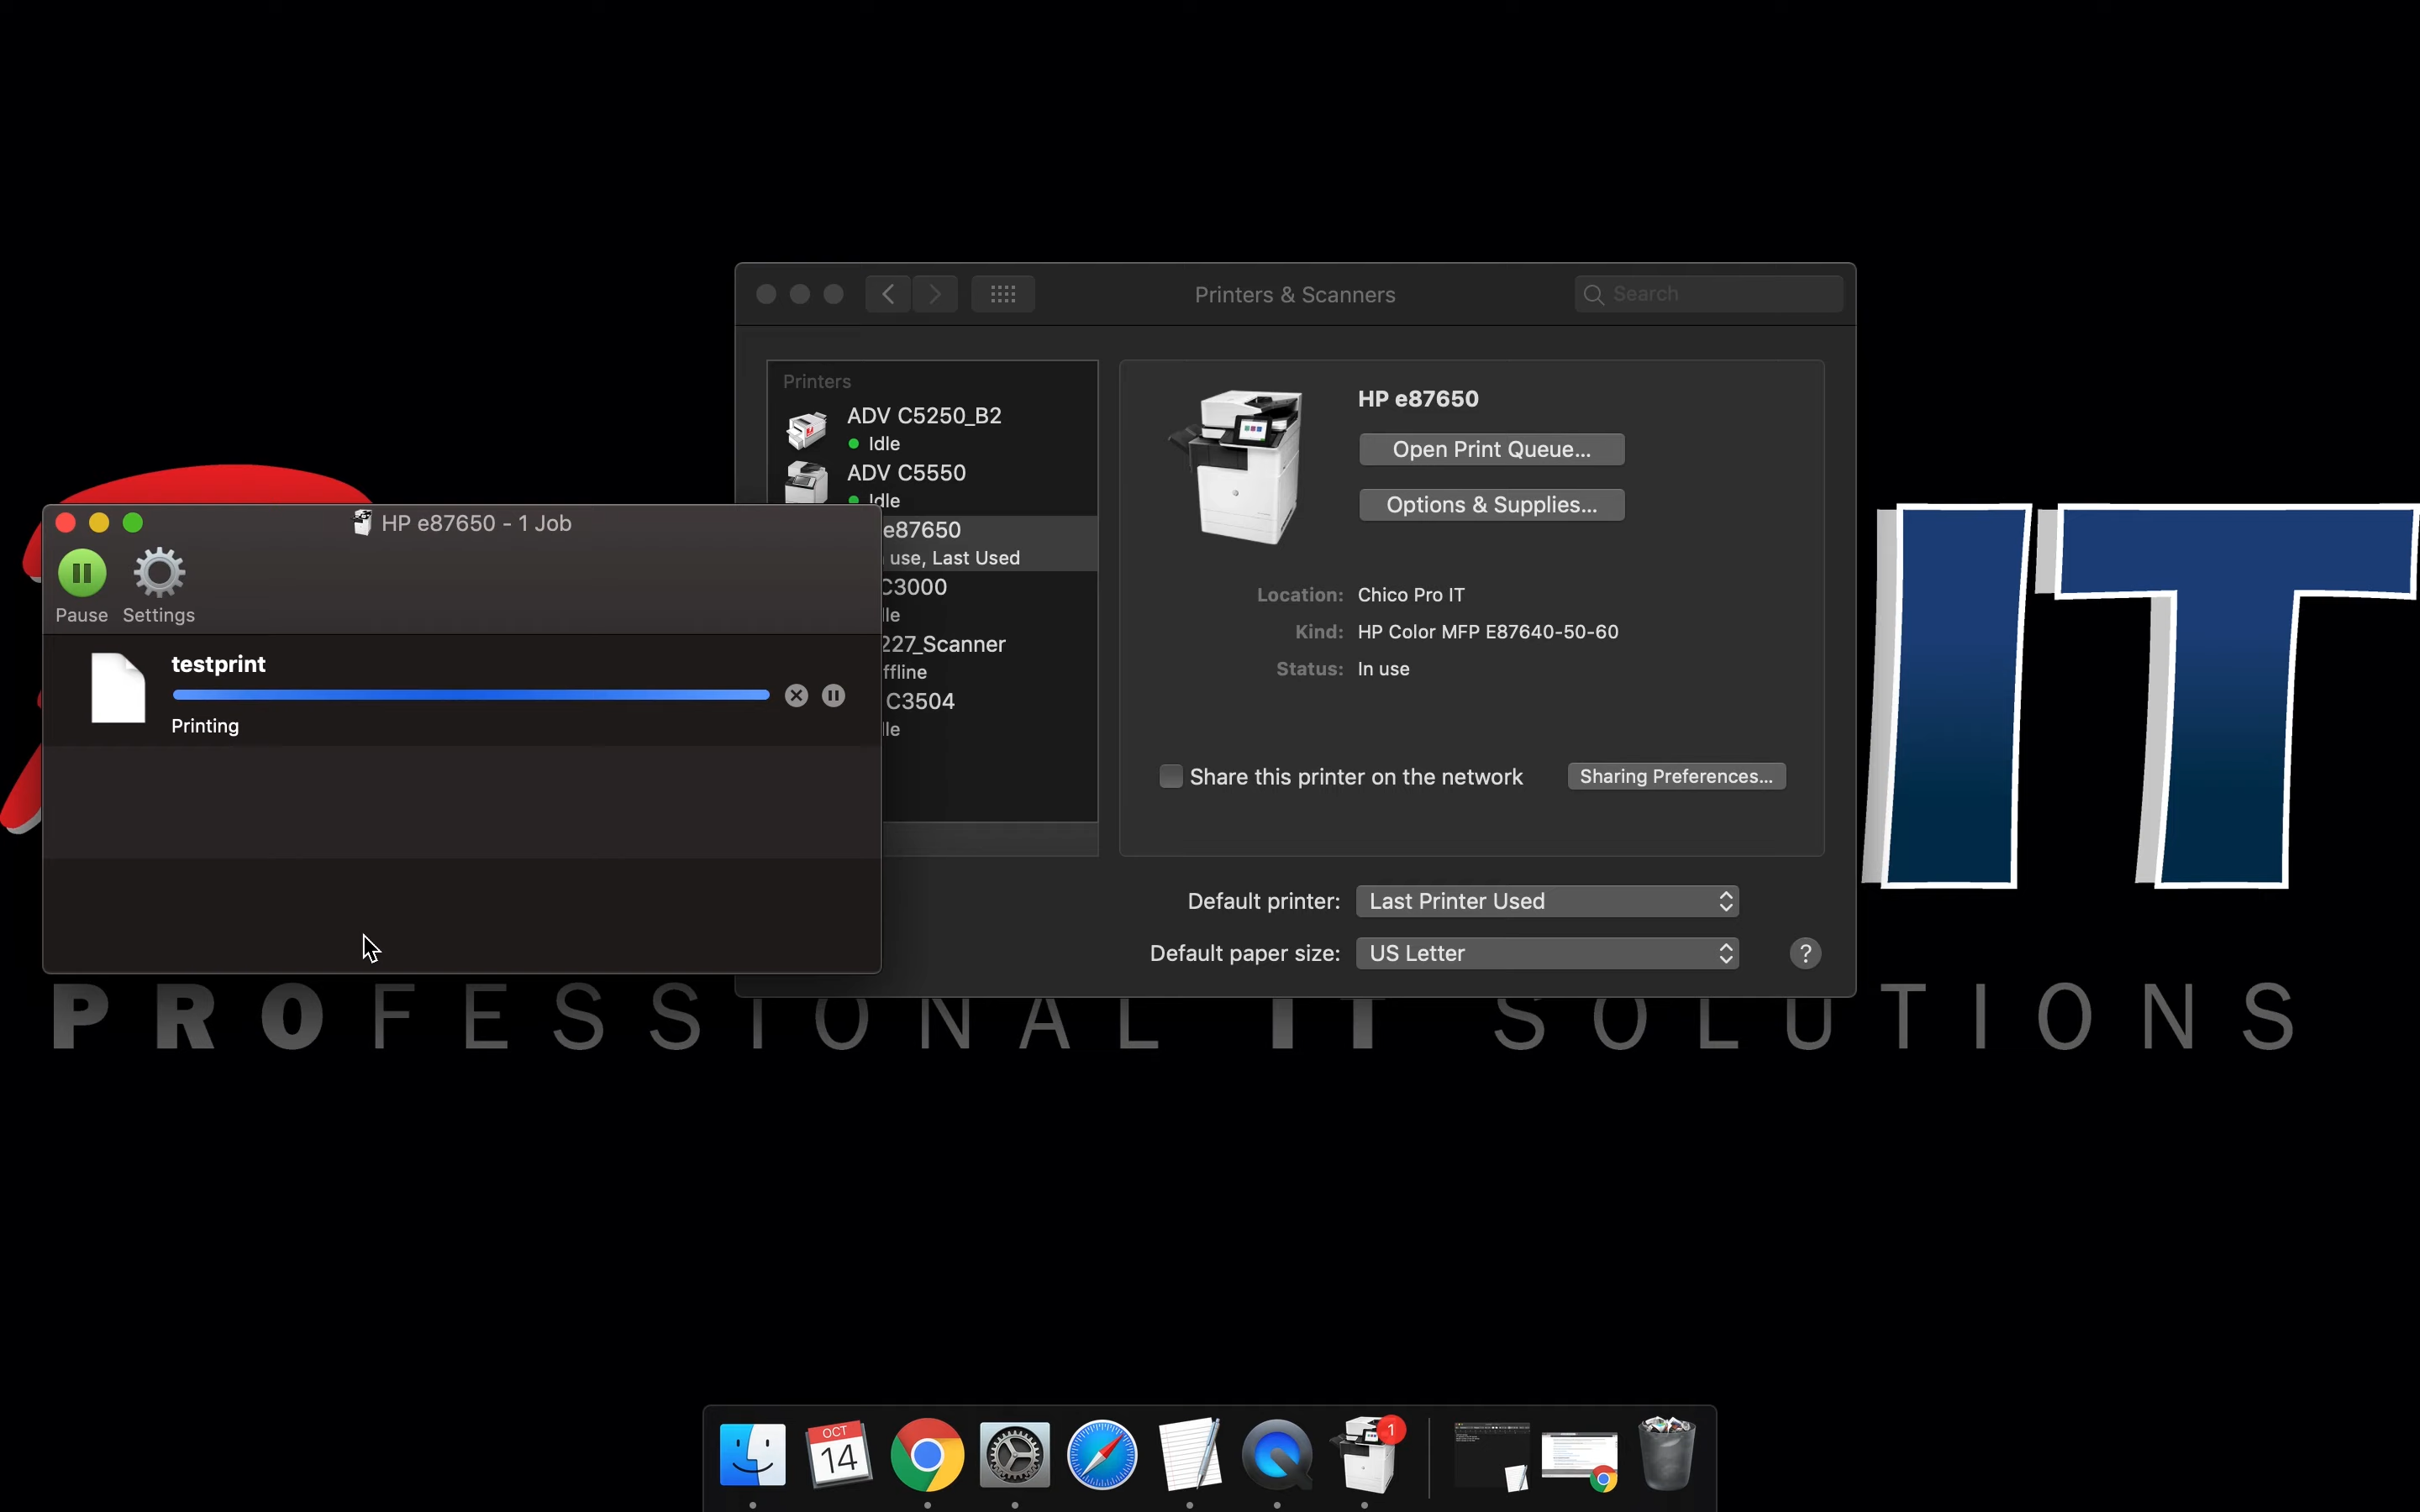 Printers & Scanners
Search
Printers
ADV C5250_B2
Idle
ADV C5550
Idle
e87650
use, Last Used
C3000
le
227_Scanner
ffline
C3504
le
HP e87650
Open Print Queue...
Options & Supplies...
Location: Chico Pro IT
Kind: HP Color MFP E87640-50-60
Status: In use
Share this printer on the network
Sharing Preferences...
Default printer: Last Printer Used
Default paper size: US Letter
?
HP e87650 - 1 Job
Pause Settings
testprint
Printing
IT
PROFESSIONAL IT SOLUTIONS
OCT
14
1